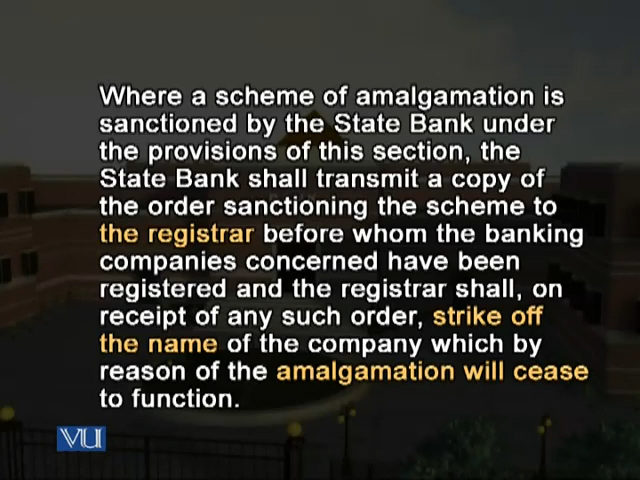 Where a scheme of amalgamation is
sanctioned by the State Bank under
the provisions of this section, the
State Bank shall transmit a copy of
the order sanctioning the scheme to
the registrar before whom the banking
companies concerned have been
registered and the registrar shall, on
receipt of any such order, strike off
the name of the company which by
reason of the amalgamation will cease
to function.
VU